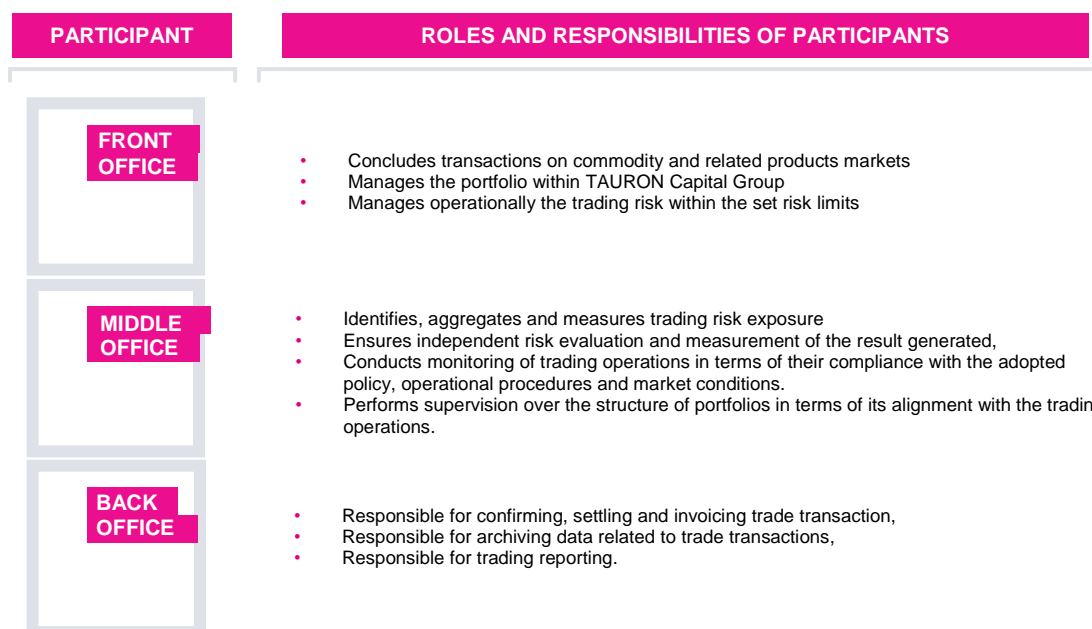 PARTICIPANT
ROLES AND RESPONSIBILITIES OF PARTICIPANTS
FRONT
OFFICE
• Concludes transactions on commodity and related products markets
• Manages the portfolio within TAURON Capital Group
• Manages operationally the trading risk within the set risk limits
MIDDLE
OFFICE
• Identifies, aggregates and measures trading risk exposure
• Ensures independent risk evaluation and measurement of the result generated,
• Conducts monitoring of trading operations in terms of their compliance with the adopted
policy, operational procedures and market conditions.
• Performs supervision over the structure of portfolios in terms of its alignment with the tradin
operations.
BACK
OFFICE
• Responsible for confirming, settling and invoicing trade transaction,
• Responsible for archiving data related to trade transactions,
• Responsible for trading reporting.